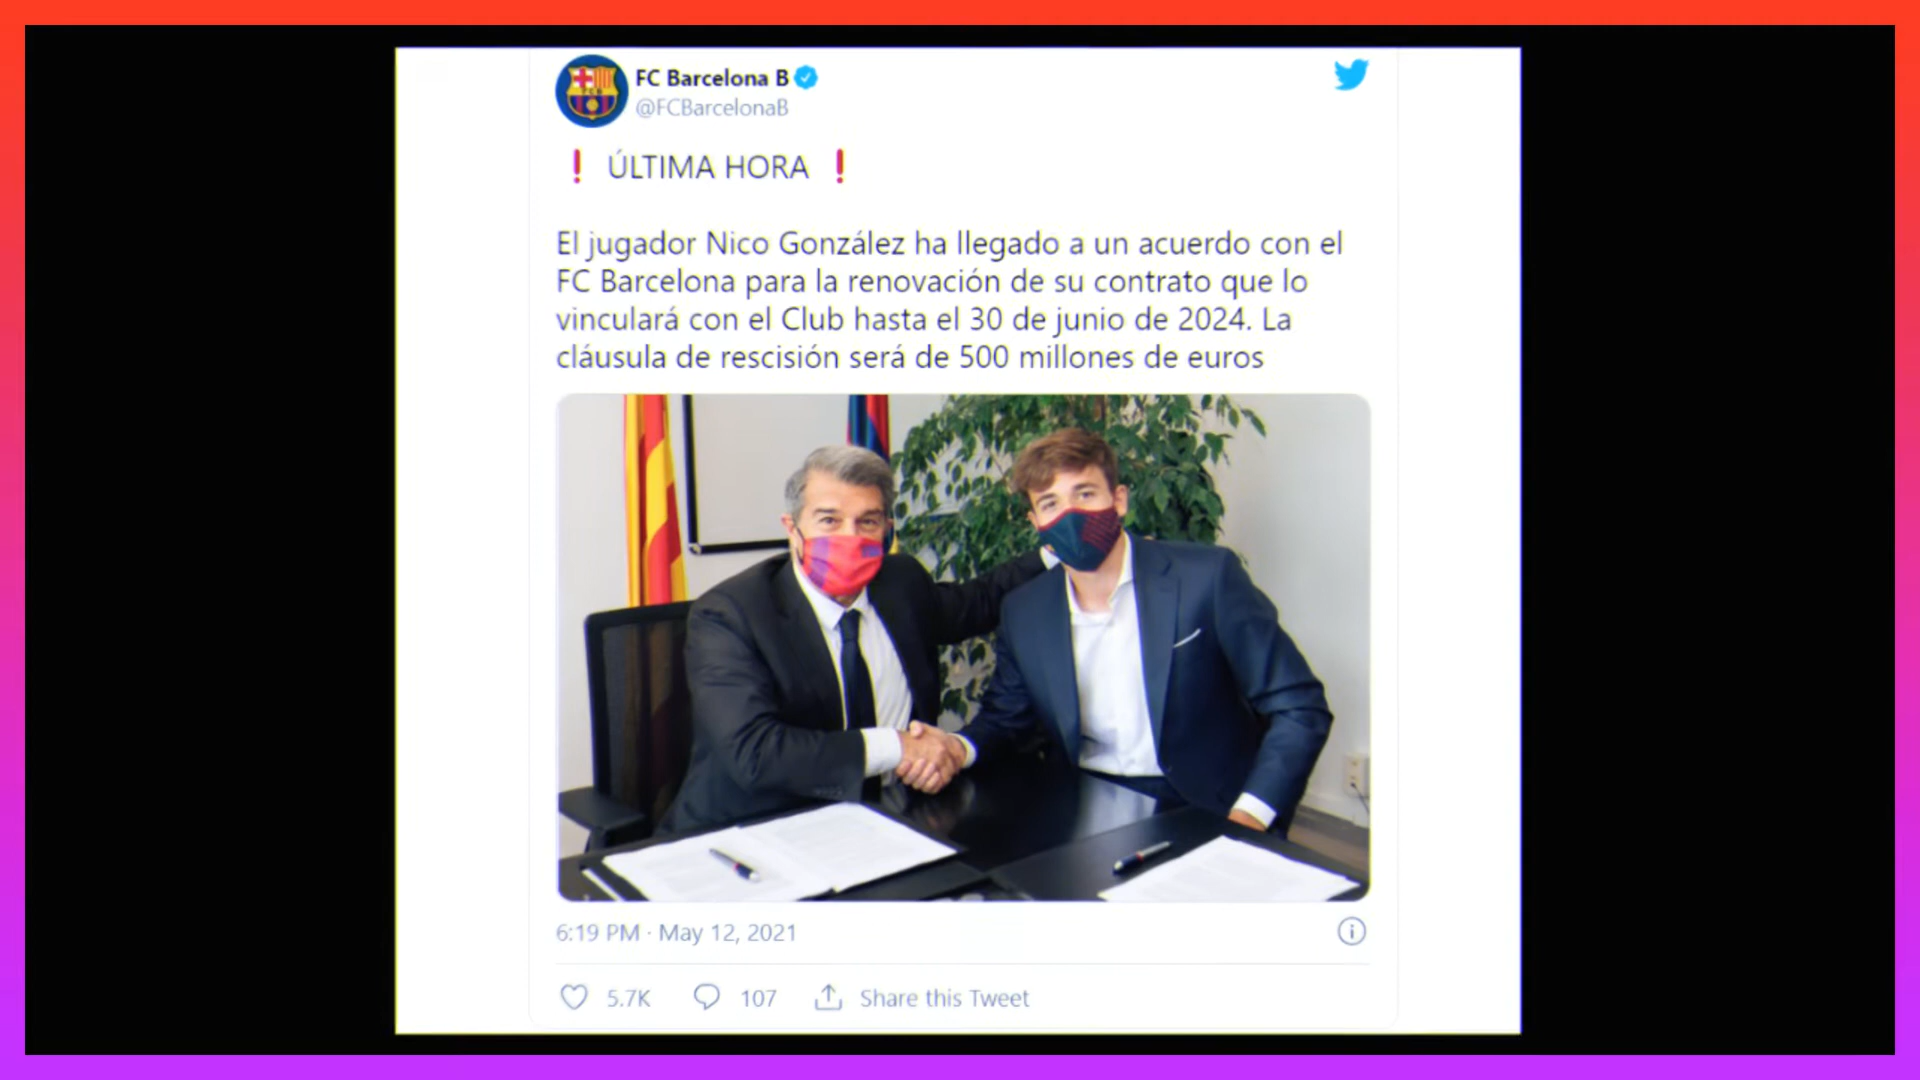 FC Barcelona B
@FCBarcelonaB
❗ ÚLTIMA HORA ❗
El jugador Nico González ha llegado a un acuerdo con el
FC Barcelona para la renovación de su contrato que lo
vinculará con el Club hasta el 30 de junio de 2024. La
cláusula de rescisión será de 500 millones de euros
6:19 PM · May 12, 2021
5.7K 107 Share this Tweet